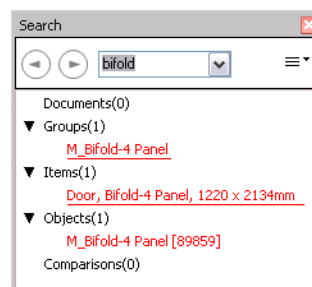 Search
bifold
Documents(0)
Groups(1)
M_Bifold-4 Panel
Items(1)
Door, Bifold-4 Panel, 1220 x 2134mm
Objects(1)
M_Bifold-4 Panel [89859]
Comparisons(0)